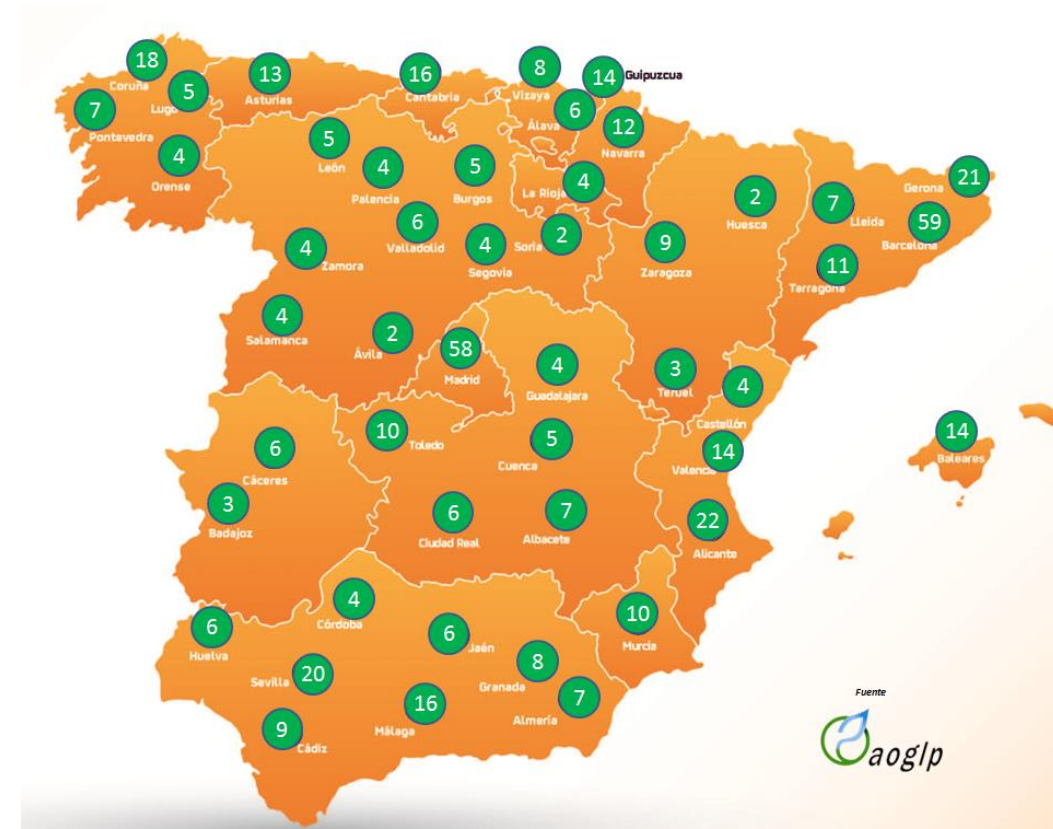 18
Coruña
5
Lugo
7
Pontevedra
4
Orense
13
Asturias
16
Cantabria
8
Vizaya
14
Guipuzcua
6
Álava
12
Navarra
5
León
4
Palencia
5
Burgos
4
La Rioja
6
Valladolid
4
Segovia
2
Soria
4
Zamora
4
Salamanca
2
Ávila
2
Huesca
9
Zaragoza
3
Teruel
7
Lleida
21
Gerona
59
Barcelona
11
Tarragona
58
Madrid
4
Guadalajara
10
Toledo
5
Cuenca
6
Ciudad Real
7
Albacete
4
Castellón
14
Valencia
22
Alicante
14
Baleares
6
Cáceres
3
Badajoz
6
Huelva
4
Córdoba
20
Sevilla
9
Cádiz
6
Jaén
16
Málaga
8
Granada
7
Almería
10
Murcia
Fuente
aoglp